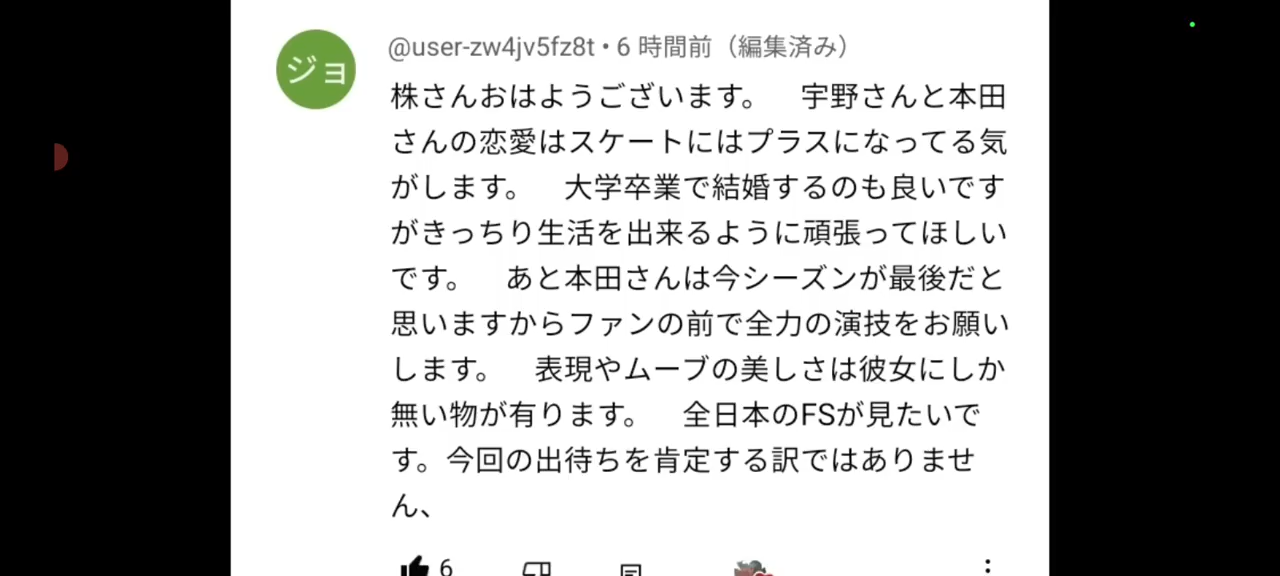 ジョ
@user-zw4jv5fz8t • 6 時間前（編集済み）
株さんおはようございます。　宇野さんと本田
さんの恋愛はスケートにはプラスになってる気
がします。　大学卒業で結婚するのも良いです
がきっちり生活を出来るように頑張ってほしい
です。　あと本田さんは今シーズンが最後だと
思いますからファンの前で全力の演技をお願い
します。　表現やムーブの美しさは彼女にしか
無い物が有ります。　全日本のFSが見たいで
す。今回の出待ちを肯定する訳ではありませ
ん、
6